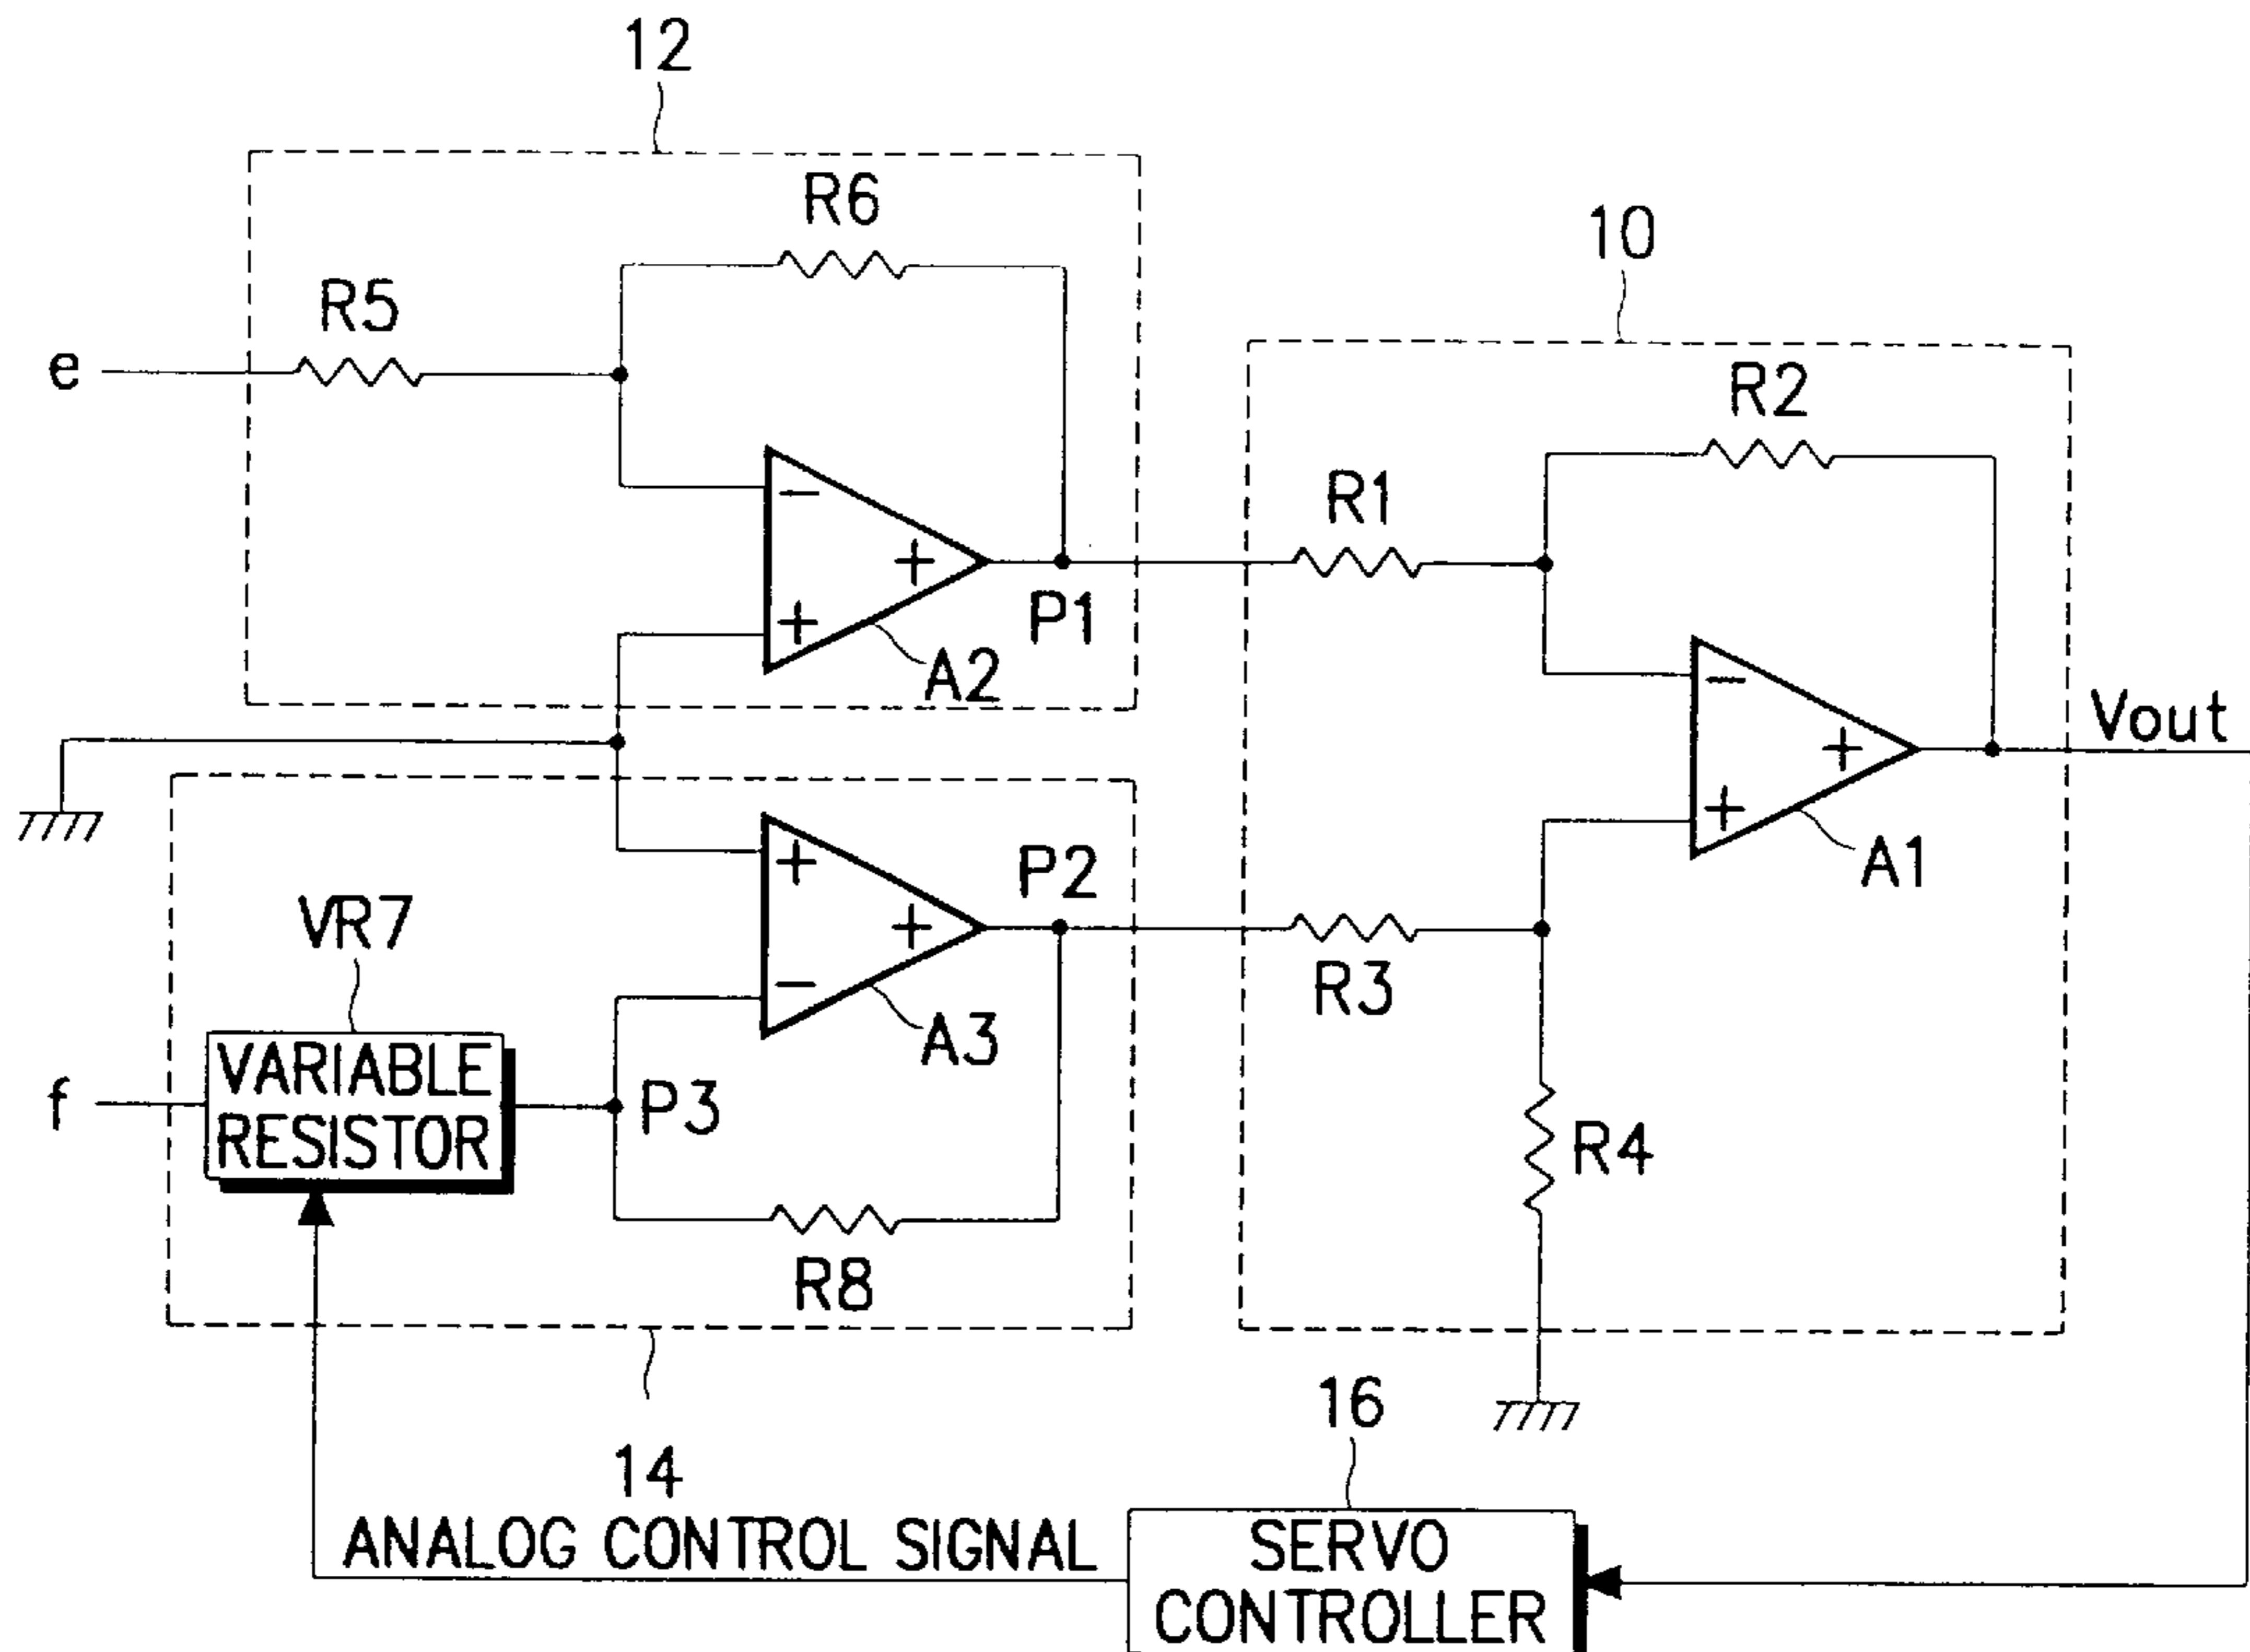 12
R6
10
R5
e
R2
R1
−
+
+
P1
A2
−
+
+
Vout
A1
P2
+
+
−
A3
VR7
R3
f
VARIABLE
RESISTOR
P3
R4
R8
14
16
ANALOG CONTROL SIGNAL
SERVO
CONTROLLER